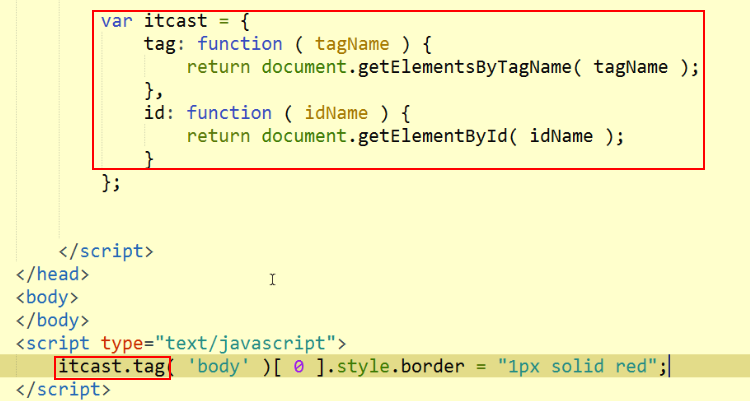 var itcast = {
    tag: function ( tagName ) {
        return document.getElementsByTagName( tagName );
    },
    id: function ( idName ) {
        return document.getElementById( idName );
    }
};
</script>
</head>
<body>
</body>
<script type="text/javascript">
    itcast.tag( 'body' )[ 0 ].style.border = "1px solid red";
</script>